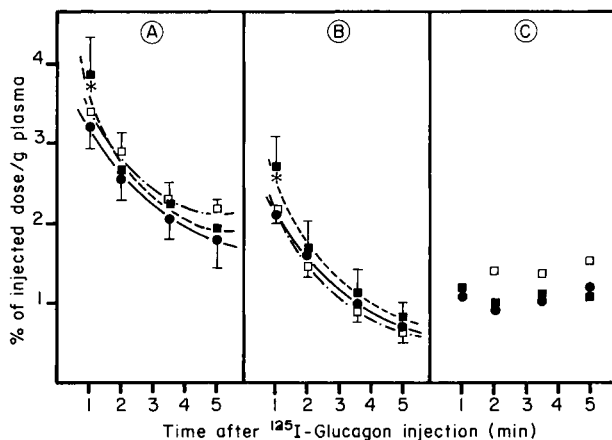 A B C
4
3
2
1
% of injected dose/g plasma
* *
1 2 3 4 5 1 2 3 4 5 1 2 3 4 5
Time after ¹²⁵I-Glucagon injection (min)